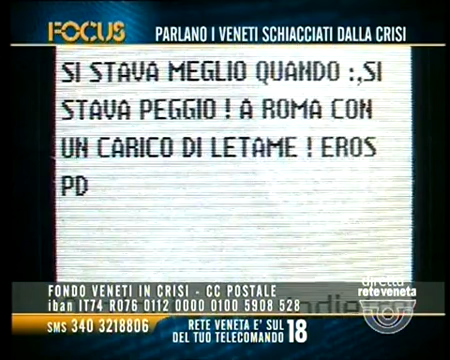 FOCUS
PARLANO I VENETI SCHIACCIATI DALLA CRISI
SI STAVA MEGLIO QUANDO :,SI
STAVA PEGGIO ! A ROMA CON
UN CARICO DI LETAME ! EROS
PD
diretta
reteveneta
FONDO VENETI IN CRISI - CC POSTALE
iban IT74 R076 0112 0000 0100 5908 528
SMS 340 3218806
RETE VENETA E' SUL 18
DEL TUO TELECOMANDO